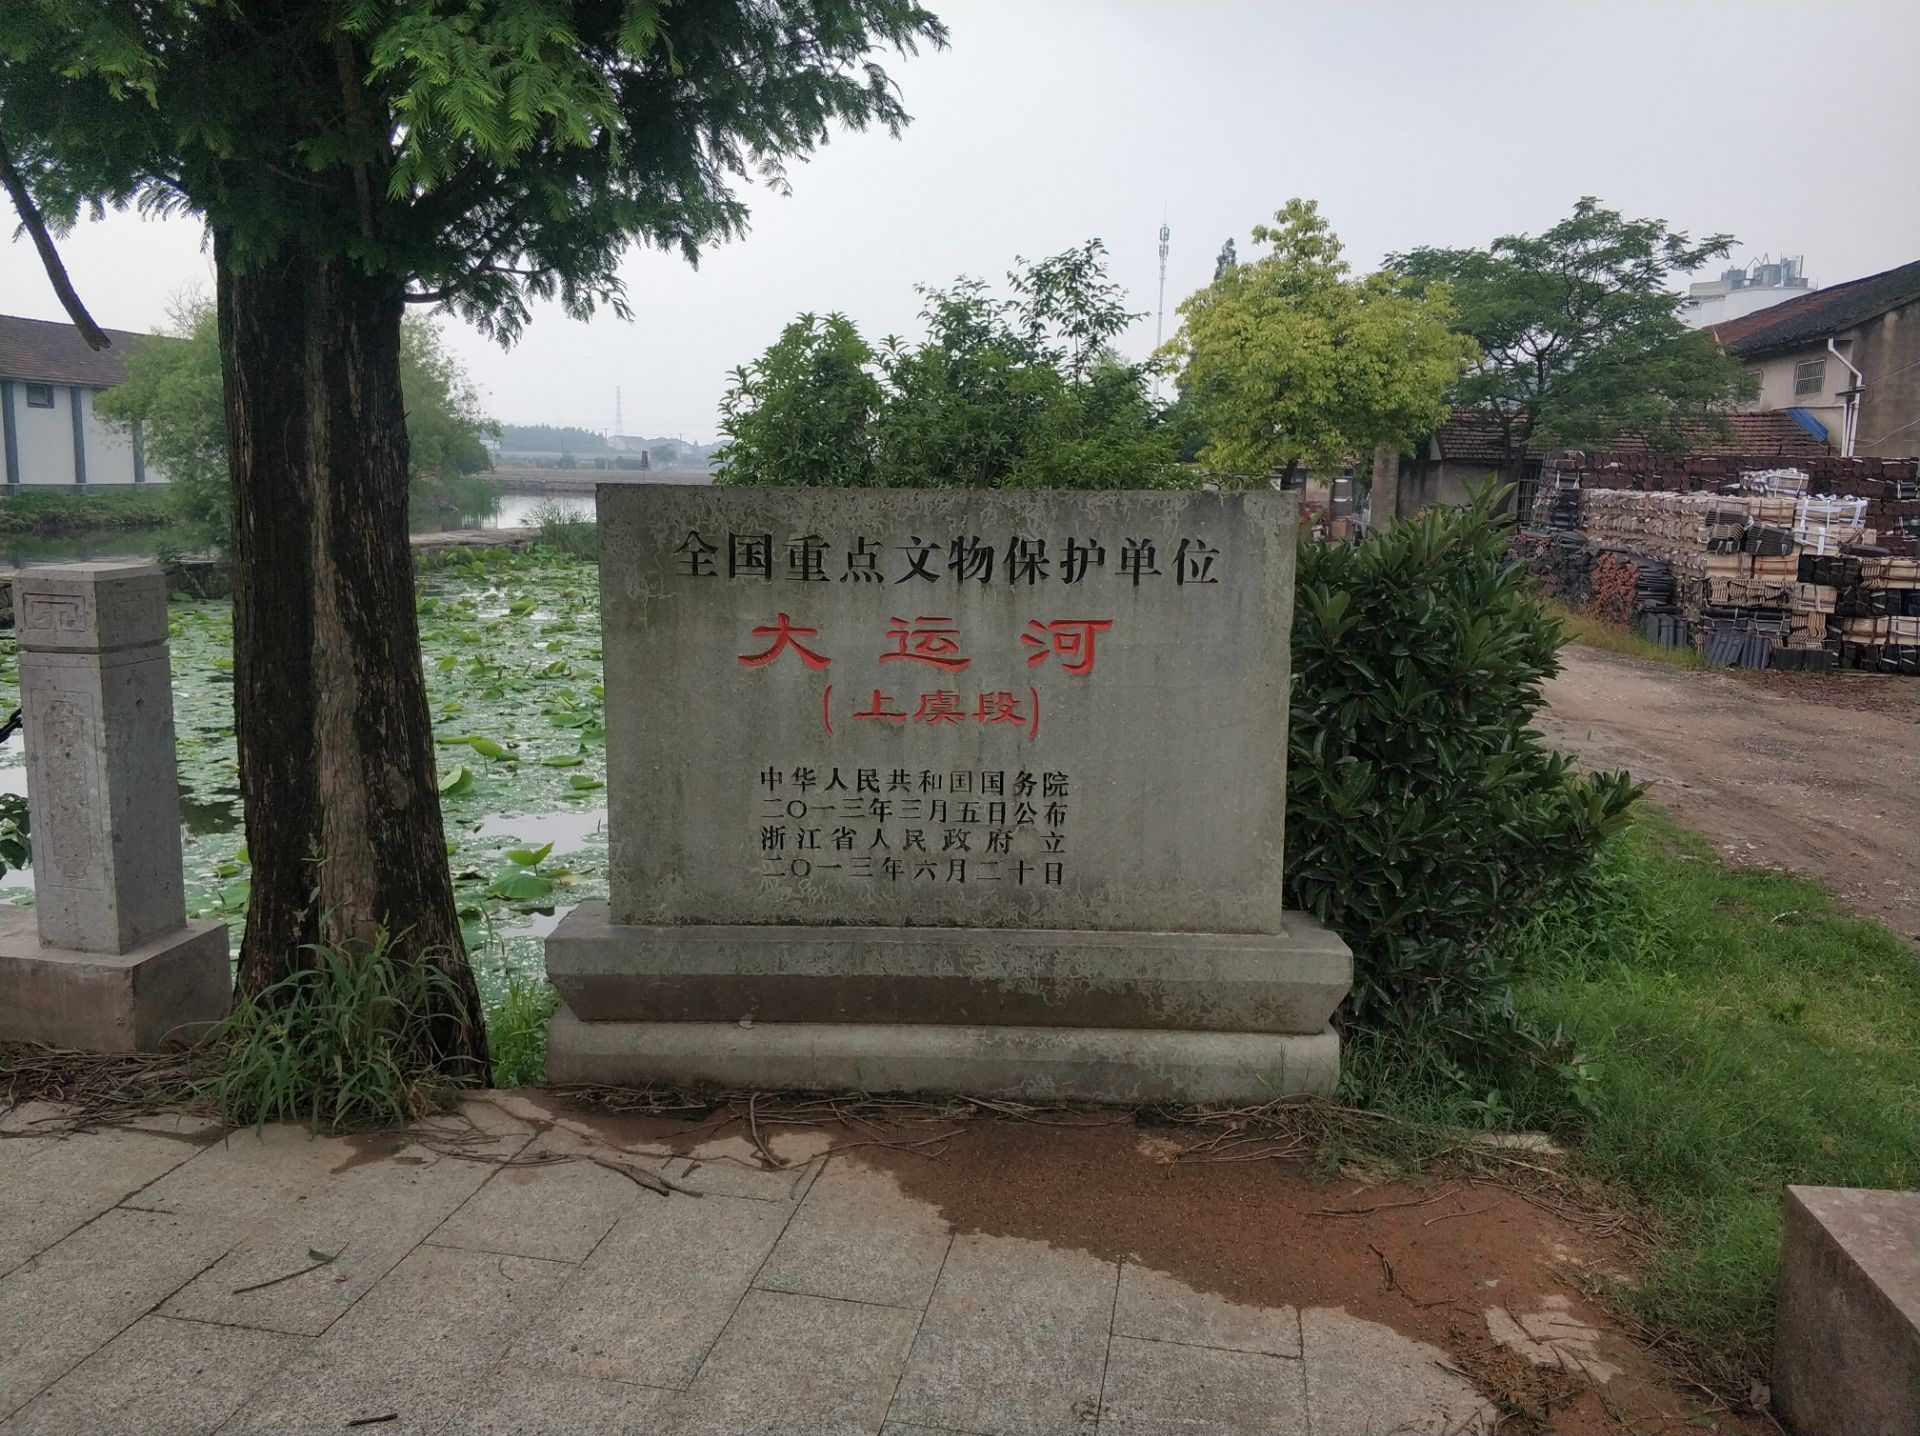 全国重点文物保护单位
大运河
(上虞段)
中华人民共和国国务院
二〇一三年三月五日公布
浙江省人民政府 立
二〇一三年六月二十日